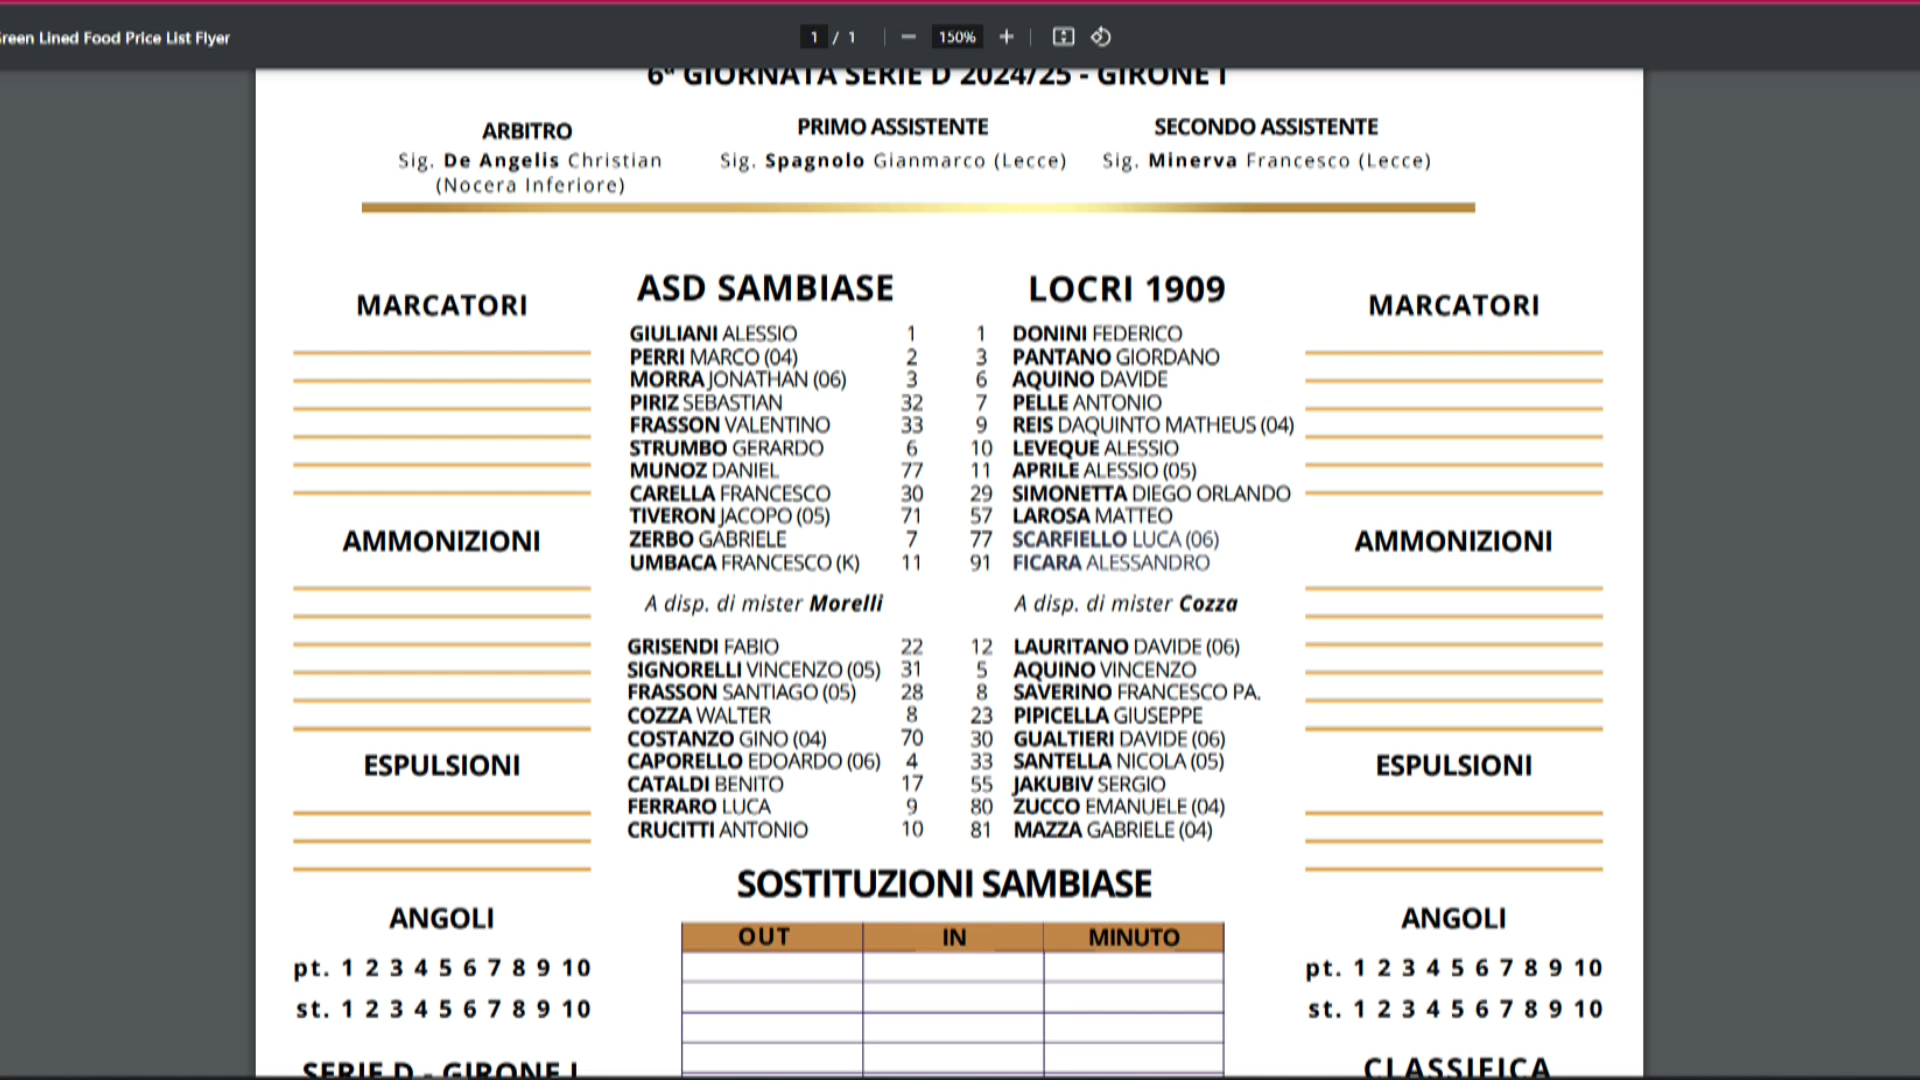 reen Lined Food Price List Flyer
1 / 1
150%
6ª GIORNATA SERIE D 2024/25 - GIRONE I
ARBITRO
Sig. De Angelis Christian
(Nocera Inferiore)
PRIMO ASSISTENTE
Sig. Spagnolo Gianmarco (Lecce)
SECONDO ASSISTENTE
Sig. Minerva Francesco (Lecce)
MARCATORI
AMMONIZIONI
ESPULSIONI
ANGOLI
pt. 1 2 3 4 5 6 7 8 9 10
st. 1 2 3 4 5 6 7 8 9 10
SERIE D - GIRONE I
ASD SAMBIASE
GIULIANI ALESSIO 1
PERRI MARCO (04) 2
MORRA JONATHAN (06) 3
PIRIZ SEBASTIAN 32
FRASSON VALENTINO 33
STRUMBO GERARDO 6
MUNOZ DANIEL 77
CARELLA FRANCESCO 30
TIVERON JACOPO (05) 71
ZERBO GABRIELE 7
UMBACA FRANCESCO (K) 11
A disp. di mister Morelli
GRISENDI FABIO 22
SIGNORELLI VINCENZO (05) 31
FRASSON SANTIAGO (05) 28
COZZA WALTER 8
COSTANZO GINO (04) 70
CAPORELLO EDOARDO (06) 4
CATALDI BENITO 17
FERRARO LUCA 9
CRUCITTI ANTONIO 10
LOCRI 1909
1 DONINI FEDERICO
3 PANTANO GIORDANO
6 AQUINO DAVIDE
7 PELLE ANTONIO
9 REIS DAQUINTO MATHEUS (04)
10 LEVEQUE ALESSIO
11 APRILE ALESSIO (05)
29 SIMONETTA DIEGO ORLANDO
57 LAROSA MATTEO
77 SCARFIELLO LUCA (06)
91 FICARA ALESSANDRO
A disp. di mister Cozza
12 LAURITANO DAVIDE (06)
5 AQUINO VINCENZO
8 SAVERINO FRANCESCO PA.
23 PIPICELLA GIUSEPPE
30 GUALTIERI DAVIDE (06)
33 SANTELLA NICOLA (05)
55 JAKUBIV SERGIO
80 ZUCCO EMANUELE (04)
81 MAZZA GABRIELE (04)
SOSTITUZIONI SAMBIASE
OUT IN MINUTO
MARCATORI
AMMONIZIONI
ESPULSIONI
ANGOLI
pt. 1 2 3 4 5 6 7 8 9 10
st. 1 2 3 4 5 6 7 8 9 10
CLASSIFICA